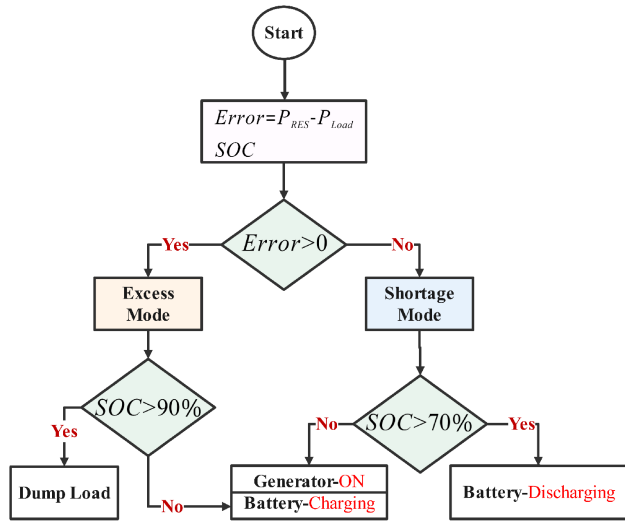 Start
Error=P_RES-P_Load
SOC
Error>0
Yes
No
Excess
Mode
Shortage
Mode
SOC>90%
SOC>70%
Yes
No
Yes
Dump Load
Generator-ON
Battery-Charging
Battery-Discharging
No